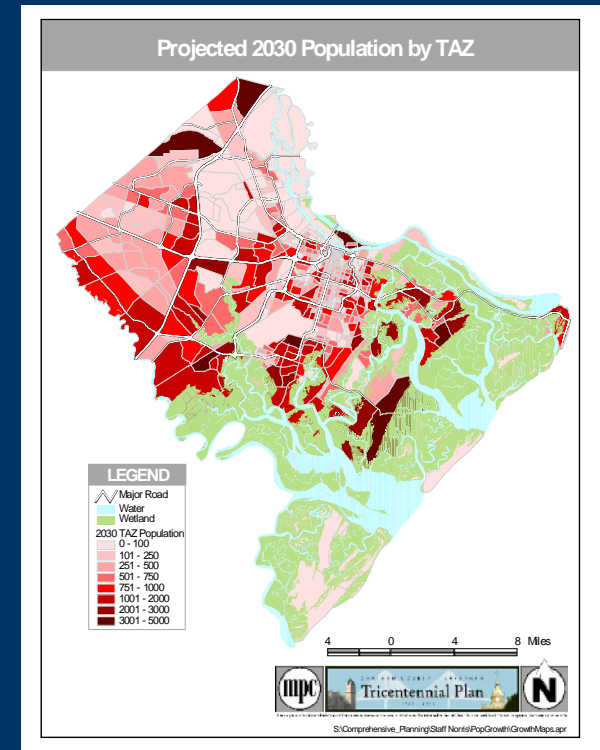 Projected 2030 Population by TAZ
LEGEND
Major Road
Water
Wetland
2030 TAZ Population
0 - 100
101 - 250
251 - 500
501 - 750
751 - 1000
1001 - 2000
2001 - 3000
3001 - 5000
4 0 4 8 Miles
mpc
Tricentennial Plan
N
S:\Comprehensive_Planning\Staff Norris\PopGrowth\GrowthMaps.apr